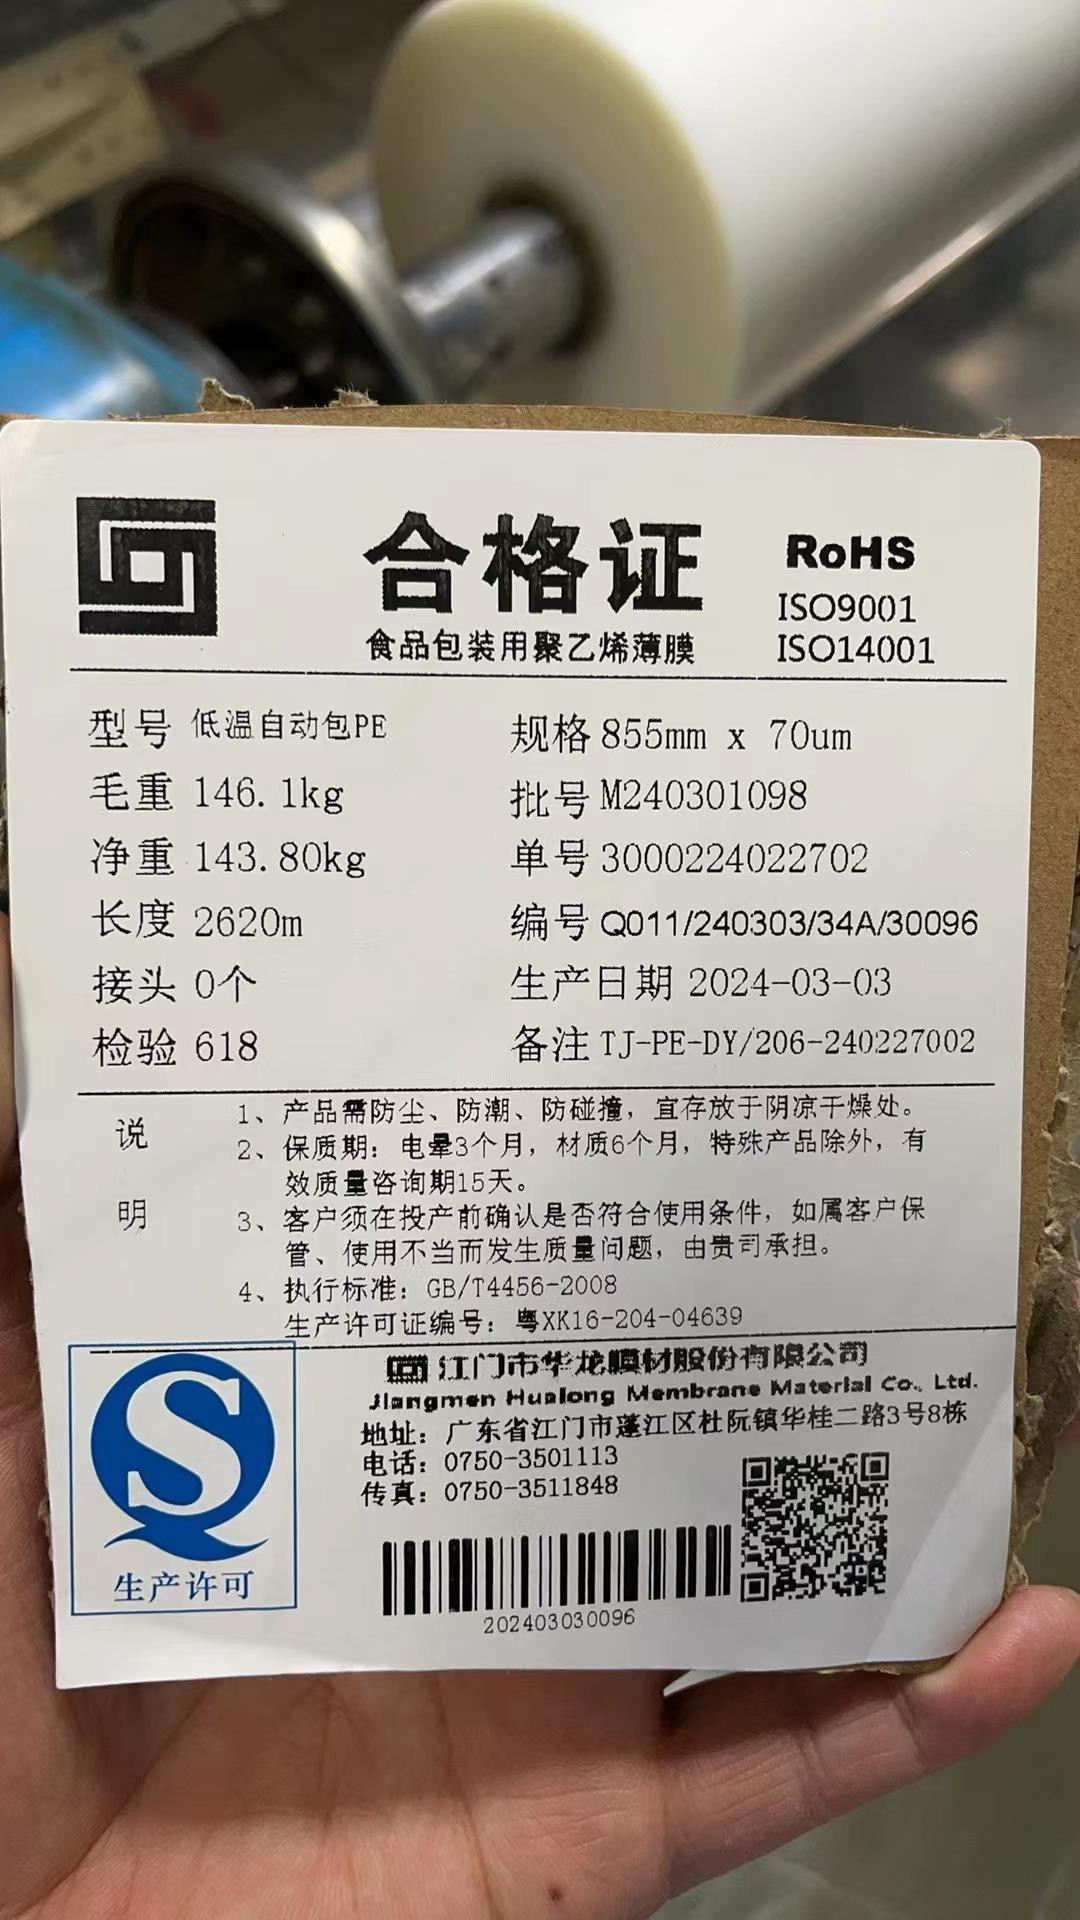 合格证
食品包装用聚乙烯薄膜
RoHS
ISO9001
ISO14001
型号 低温自动包PE
规格 855mm x 70um
毛重 146.1kg
批号 M240301098
净重 143.80kg
单号 3000224022702
长度 2620m
编号 Q011/240303/34A/30096
接头 0个
生产日期 2024-03-03
检验 618
备注 TJ-PE-DY/206-240227002
说明
1、产品需防尘、防潮、防碰撞，宜存放于阴凉干燥处。
2、保质期：电晕3个月，材质6个月，特殊产品除外，有
效质量咨询期15天。
3、客户须在投产前确认是否符合使用条件，如属客户保
管、使用不当而发生质量问题，由贵司承担。
4、执行标准：GB/T4456-2008
生产许可证编号：粤XK16-204-04639
江门市华龙膜材股份有限公司
Jiangmen Hualong Membrane Material Co., Ltd.
地址：广东省江门市蓬江区杜阮镇华桂二路3号8栋
电话：0750-3501113
传真：0750-3511848
生产许可
202403030096